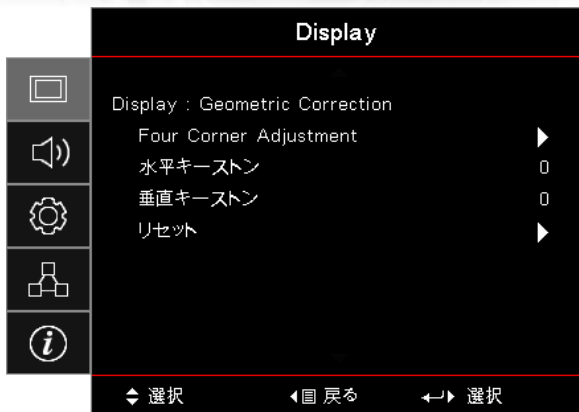 Display
Display : Geometric Correction
Four Corner Adjustment
水平キーストン 0
垂直キーストン 0
リセット
選択 戻る 選択